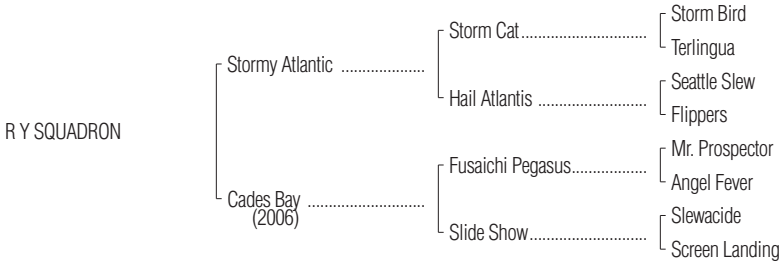 Storm Bird
Storm Cat..............................
Terlingua
Stormy Atlantic ....................
Seattle Slew
Hail Atlantis ..........................
Flippers
R Y SQUADRON
Mr. Prospector
Fusaichi Pegasus..................
Angel Fever
Cades Bay ............................
(2006)
Slewacide
Slide Show............................
Screen Landing